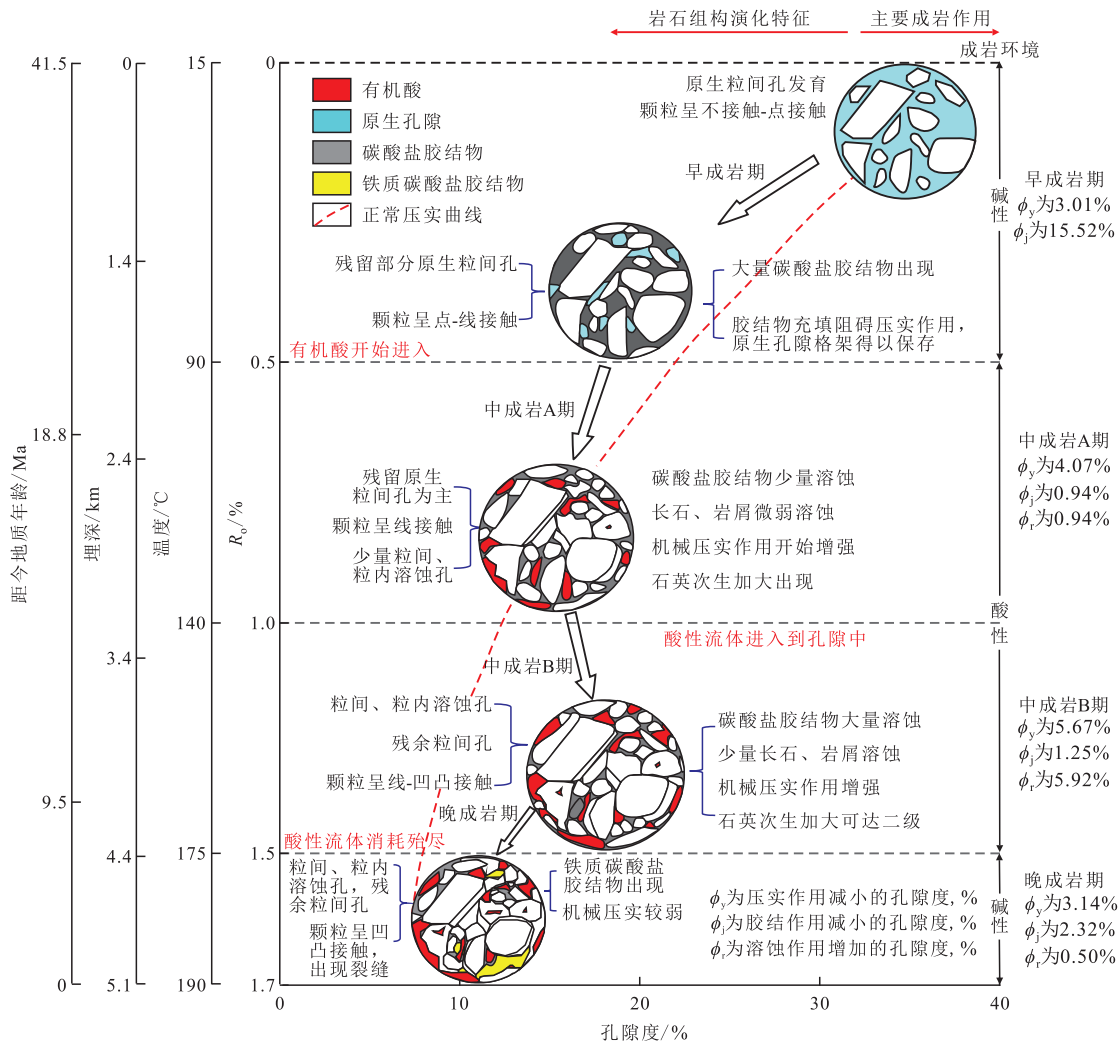 岩石组构演化特征
主要成岩作用
成岩环境
41.5
0
15
0
有机酸
原生孔隙
碳酸盐胶结物
铁质碳酸盐胶结物
正常压实曲线
原生粒间孔发育
颗粒呈不接触-点接触
早成岩期
碱性
早成岩期
ϕy为3.01%
ϕj为15.52%
残留部分原生粒间孔
颗粒呈点-线接触
大量碳酸盐胶结物出现
胶结物充填阻碍压实作用，
原生孔隙格架得以保存
1.4
有机酸开始进入
90
0.5
中成岩A期
18.8
2.4
残留原生
粒间孔为主
颗粒呈线接触
少量粒间、
粒内溶蚀孔
碳酸盐胶结物少量溶蚀
长石、岩屑微弱溶蚀
机械压实作用开始增强
石英次生加大出现
中成岩A期
ϕy为4.07%
ϕj为0.94%
ϕr为0.94%
距今地质年龄/Ma
埋深/km
温度/℃
Ro/%
酸性
140
1.0
酸性流体进入到孔隙中
3.4
中成岩B期
粒间、粒内溶蚀孔
残余粒间孔
颗粒呈线-凹凸接触
碳酸盐胶结物大量溶蚀
少量长石、岩屑溶蚀
机械压实作用增强
石英次生加大可达二级
中成岩B期
ϕy为5.67%
ϕj为1.25%
ϕr为5.92%
9.5
晚成岩期
酸性流体消耗殆尽
4.4
175
1.5
粒间、粒内
溶蚀孔，残
余粒间孔
颗粒呈凹
凸接触，
出现裂缝
铁质碳酸盐
胶结物出现
机械压实较弱
ϕy为压实作用减小的孔隙度, %
ϕj为胶结作用减小的孔隙度, %
ϕr为溶蚀作用增加的孔隙度, %
碱性
晚成岩期
ϕy为3.14%
ϕj为2.32%
ϕr为0.50%
0
5.1
190
1.7
0
10
20
30
40
孔隙度/%